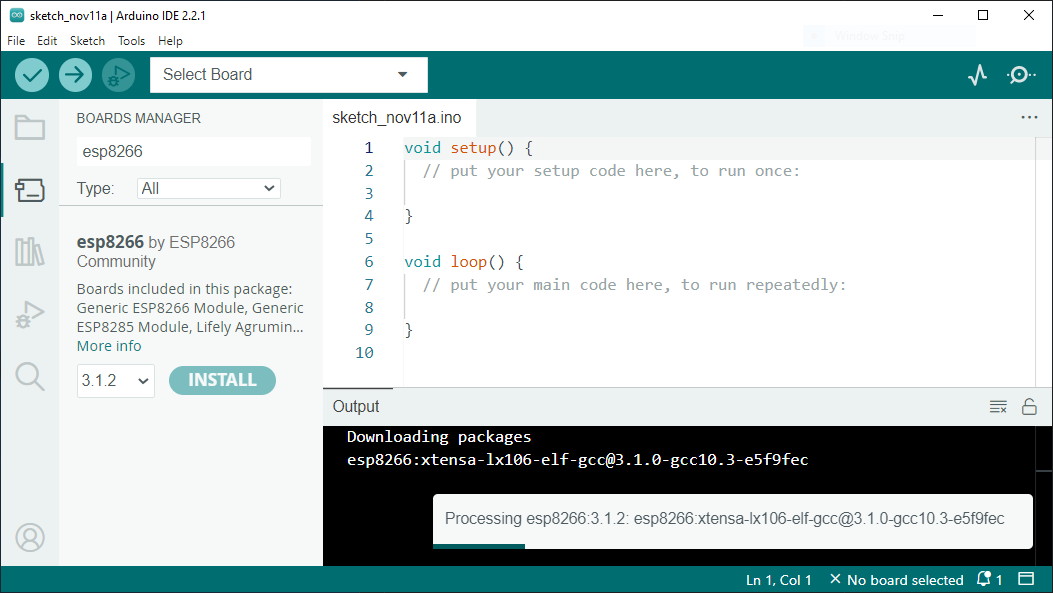 sketch_nov11a | Arduino IDE 2.2.1
File Edit Sketch Tools Help
Select Board
BOARDS MANAGER
esp8266
Type: All
esp8266 by ESP8266
Community
Boards included in this package:
Generic ESP8266 Module, Generic
ESP8285 Module, Lifely Agrumin...
More info
3.1.2 INSTALL
sketch_nov11a.ino
1 void setup() {
2 // put your setup code here, to run once:
3
4 }
5
6 void loop() {
7 // put your main code here, to run repeatedly:
8
9 }
10
Output
Downloading packages
esp8266:xtensa-lx106-elf-gcc@3.1.0-gcc10.3-e5f9fec
Processing esp8266:3.1.2: esp8266:xtensa-lx106-elf-gcc@3.1.0-gcc10.3-e5f9fec
Ln 1, Col 1 No board selected 1